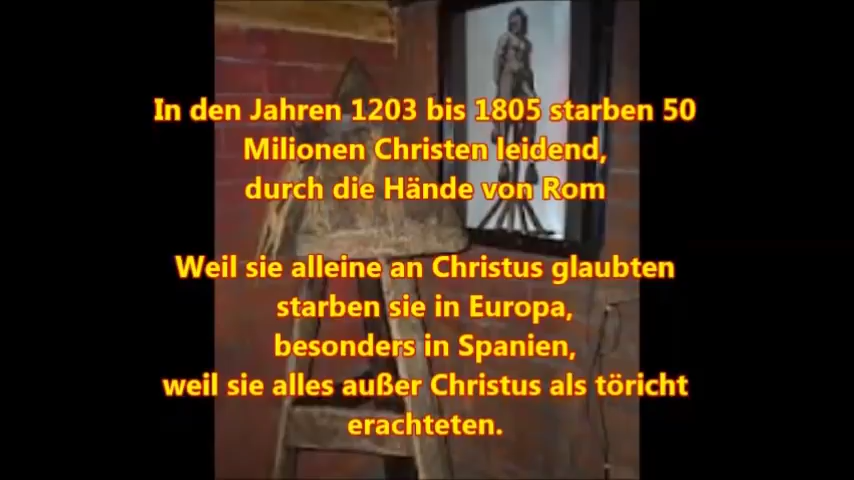 In den Jahren 1203 bis 1805 starben 50
Milionen Christen leidend,
durch die Hände von Rom
Weil sie alleine an Christus glaubten
starben sie in Europa,
besonders in Spanien,
weil sie alles außer Christus als töricht
erachteten.